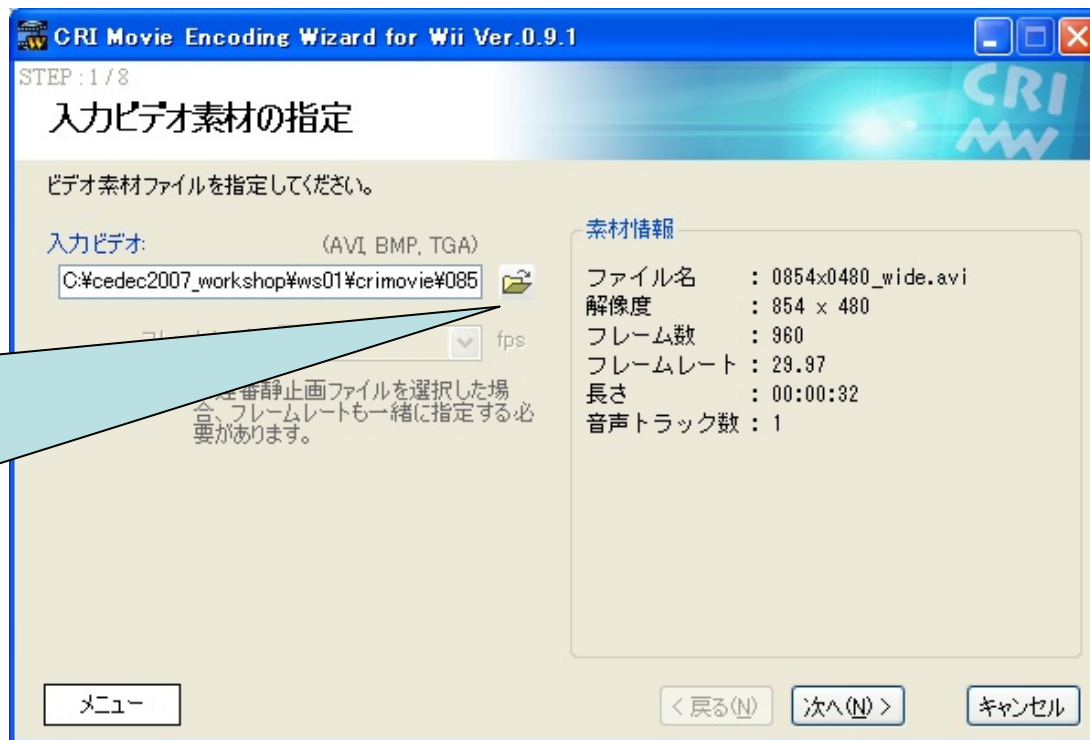 CRI Movie Encoding Wizard for Wii Ver.0.9.1
STEP : 1 / 8
CRI
MW
入力ビデオ素材の指定
ビデオ素材ファイルを指定してください。
入力ビデオ: (AVI, BMP, TGA)
C:¥cedec2007_workshop¥ws01¥crimovie¥085
fps
番静止画ファイルを選択した場
合、フレームレートも一緒に指定する必
要があります。
素材情報
ファイル名 : 0854x0480_wide.avi
解像度 : 854 x 480
フレーム数 : 960
フレームレート : 29.97
長さ : 00:00:32
音声トラック数 : 1
メニュー
< 戻る(N)
次へ(N) >
キャンセル